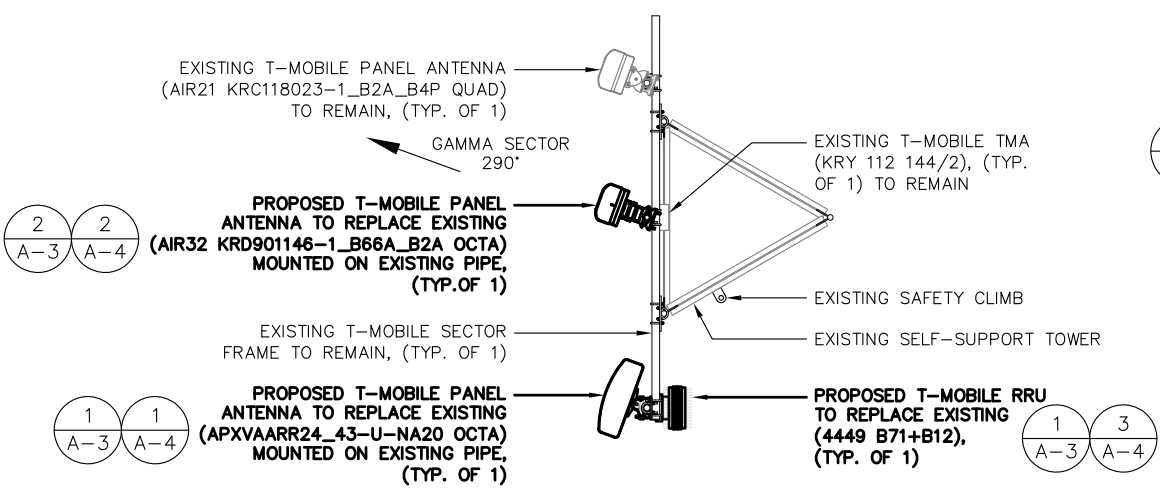 EXISTING T-MOBILE PANEL ANTENNA
(AIR21 KRC118023-1_B2A_B4P QUAD)
TO REMAIN, (TYP. OF 1)
GAMMA SECTOR
290°
EXISTING T-MOBILE TMA
(KRY 112 144/2), (TYP.
OF 1) TO REMAIN
2
A-3
2
A-4
PROPOSED T-MOBILE PANEL
ANTENNA TO REPLACE EXISTING
(AIR32 KRD901146-1_B66A_B2A OCTA)
MOUNTED ON EXISTING PIPE,
(TYP.OF 1)
EXISTING SAFETY CLIMB
EXISTING T-MOBILE SECTOR
FRAME TO REMAIN, (TYP. OF 1)
EXISTING SELF-SUPPORT TOWER
1
A-3
1
A-4
PROPOSED T-MOBILE PANEL
ANTENNA TO REPLACE EXISTING
(APXVAARR24_43-U-NA20 OCTA)
MOUNTED ON EXISTING PIPE,
(TYP. OF 1)
PROPOSED T-MOBILE RRU
TO REPLACE EXISTING
(4449 B71+B12),
(TYP. OF 1)
1
A-3
3
A-4